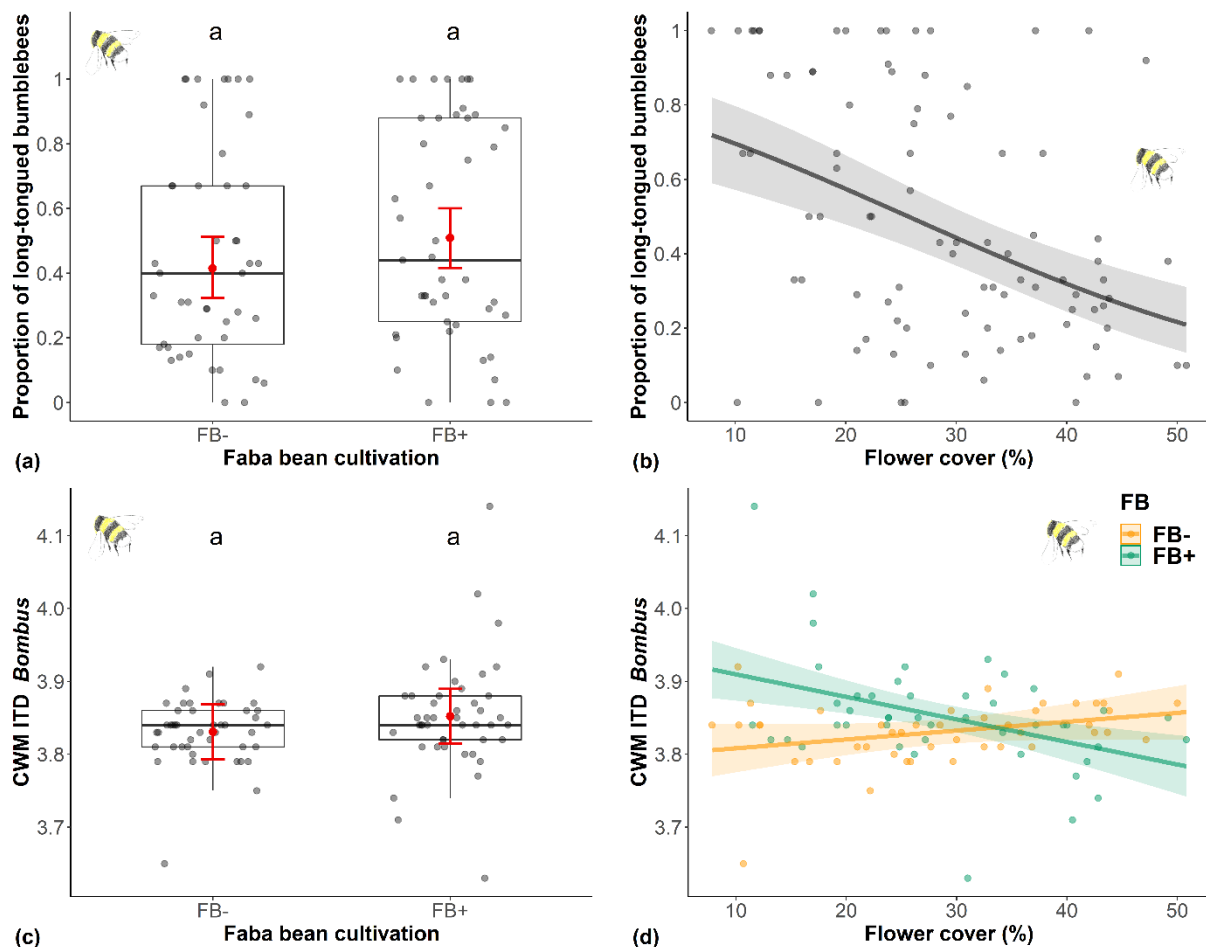 a
a
Proportion of long-tongued bumblebees
1
0.8
0.6
0.4
0.2
0
FB-
FB+
(a)
Faba bean cultivation
Proportion of long-tongued bumblebees
1
0.8
0.6
0.4
0.2
0
10
20
30
40
50
(b)
Flower cover (%)
a
a
CWM ITD Bombus
4.1
4.0
3.9
3.8
3.7
FB-
FB+
(c)
Faba bean cultivation
FB
FB-
FB+
CWM ITD Bombus
4.1
4.0
3.9
3.8
3.7
10
20
30
40
50
(d)
Flower cover (%)